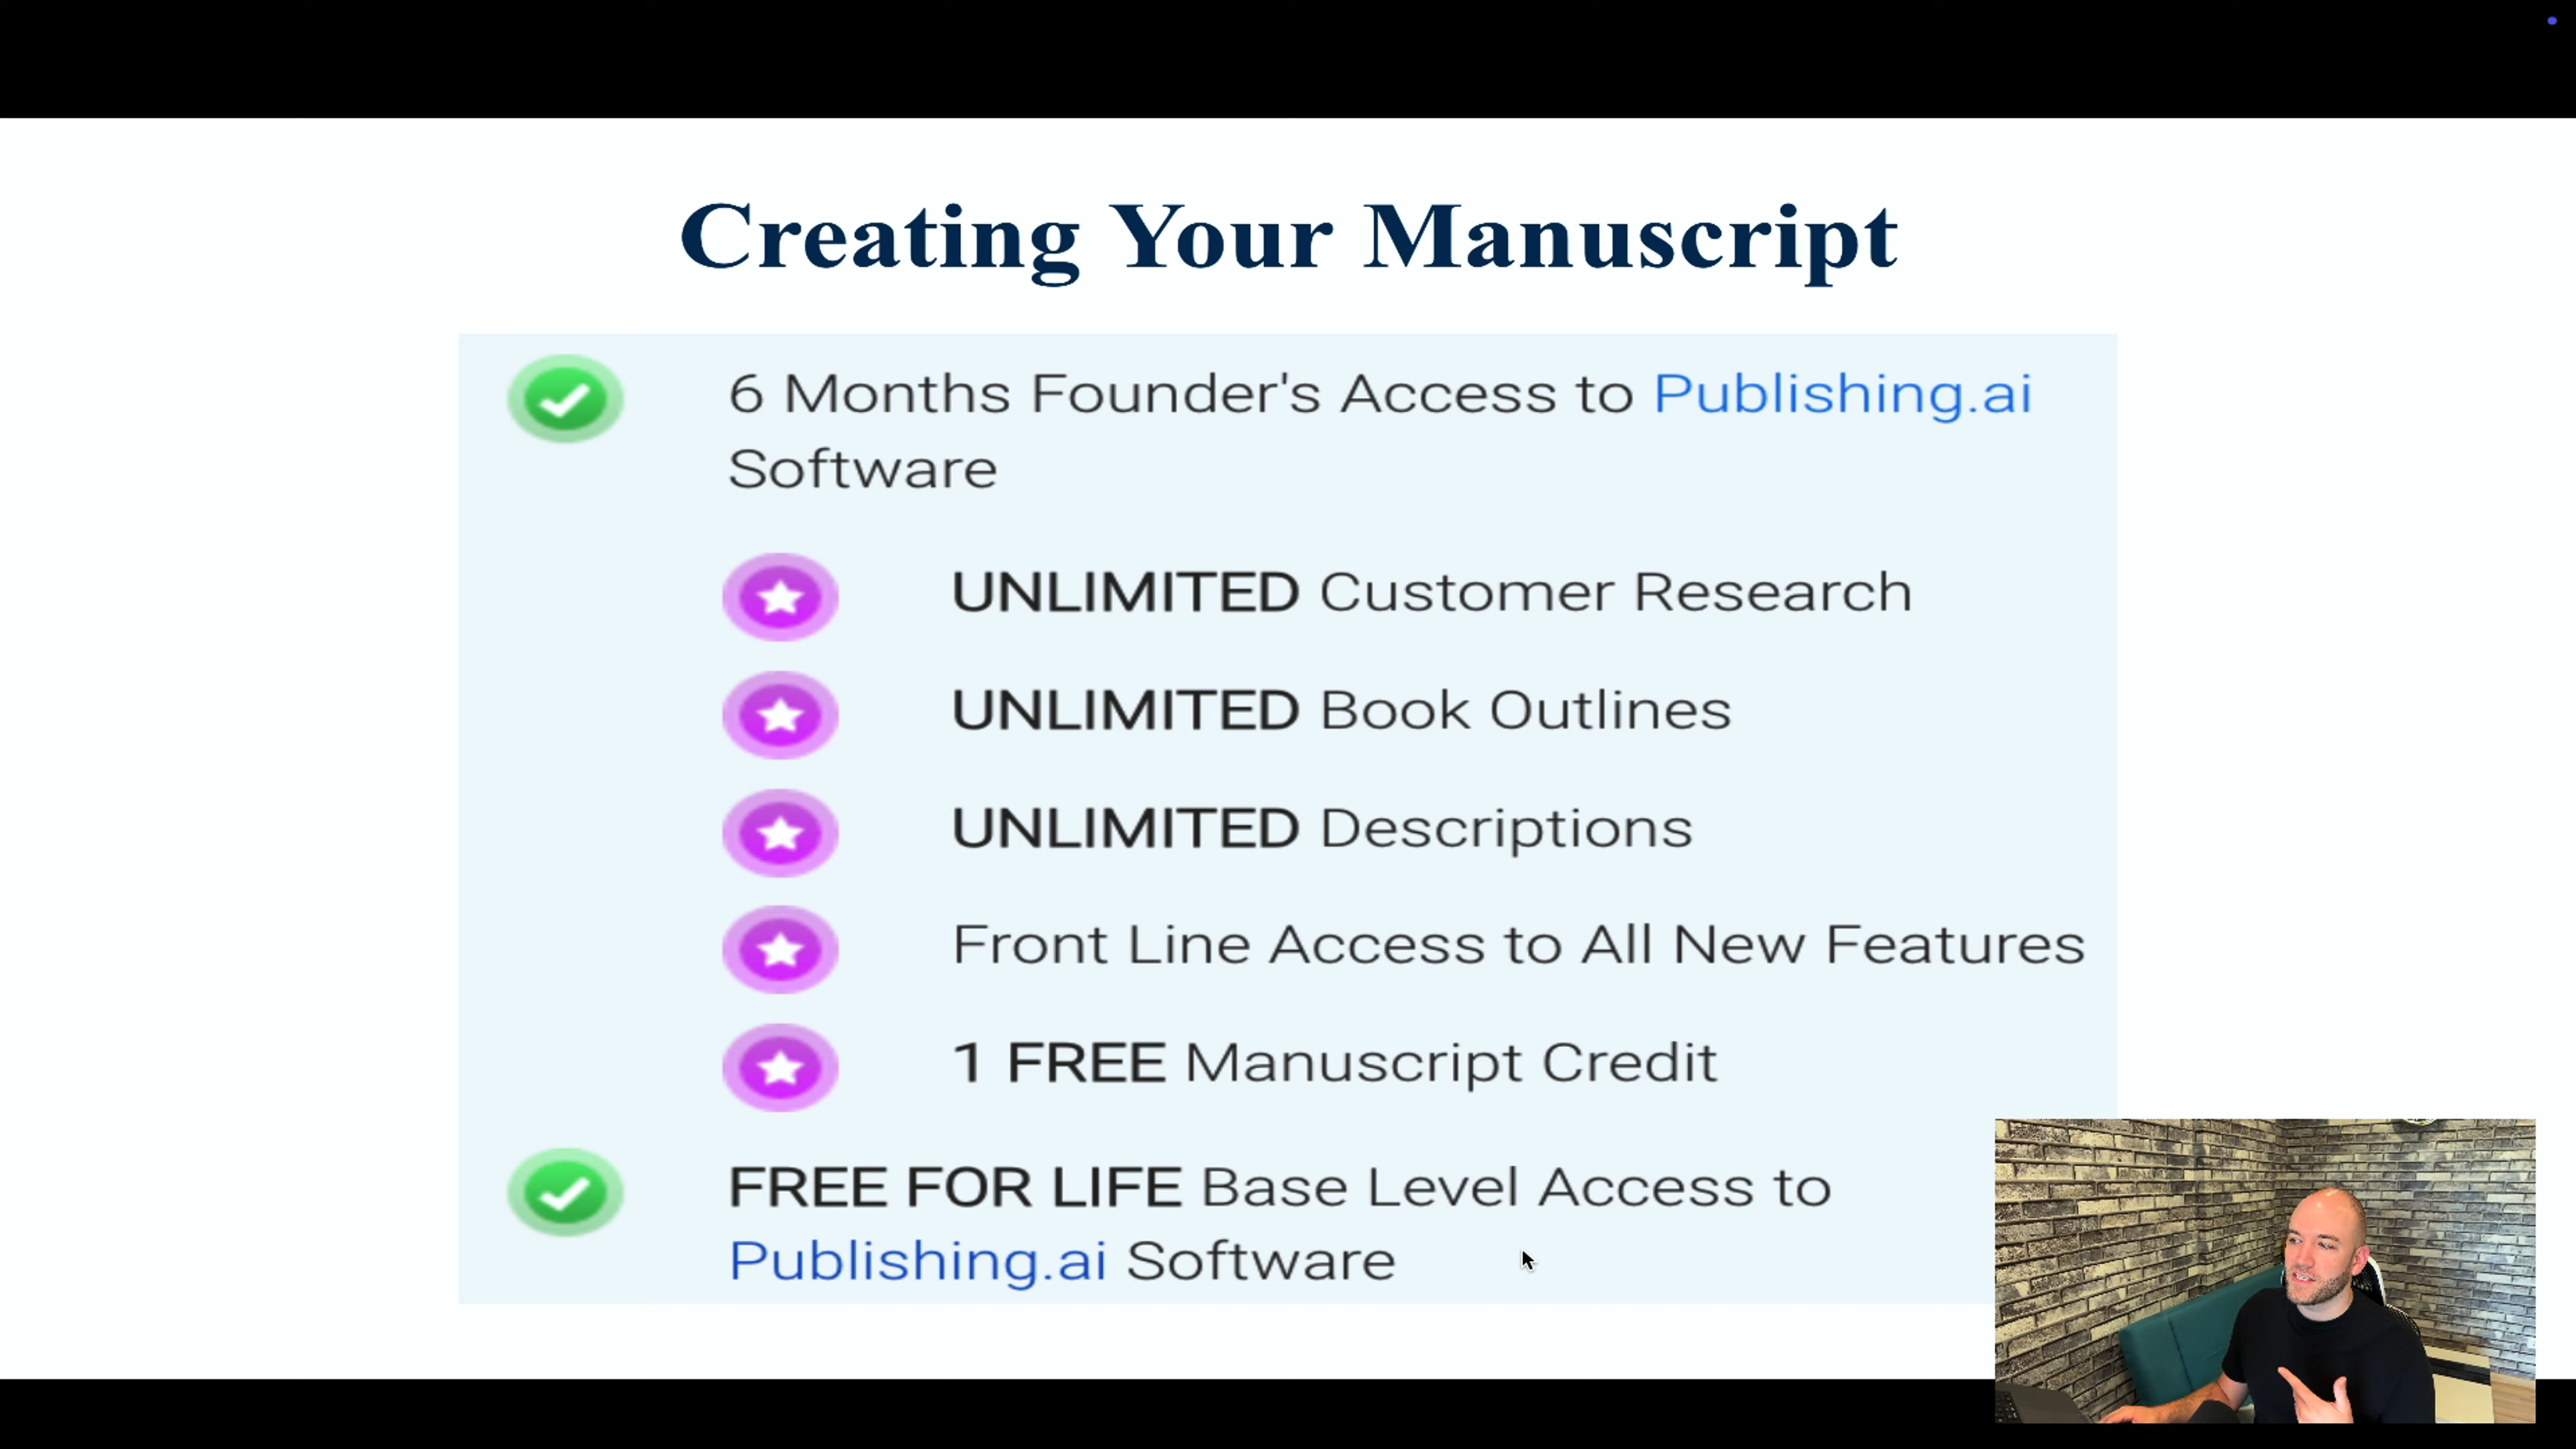 Creating Your Manuscript
6 Months Founder's Access to Publishing.ai
Software
UNLIMITED Customer Research
UNLIMITED Book Outlines
UNLIMITED Descriptions
Front Line Access to All New Features
1 FREE Manuscript Credit
FREE FOR LIFE Base Level Access to
Publishing.ai Software